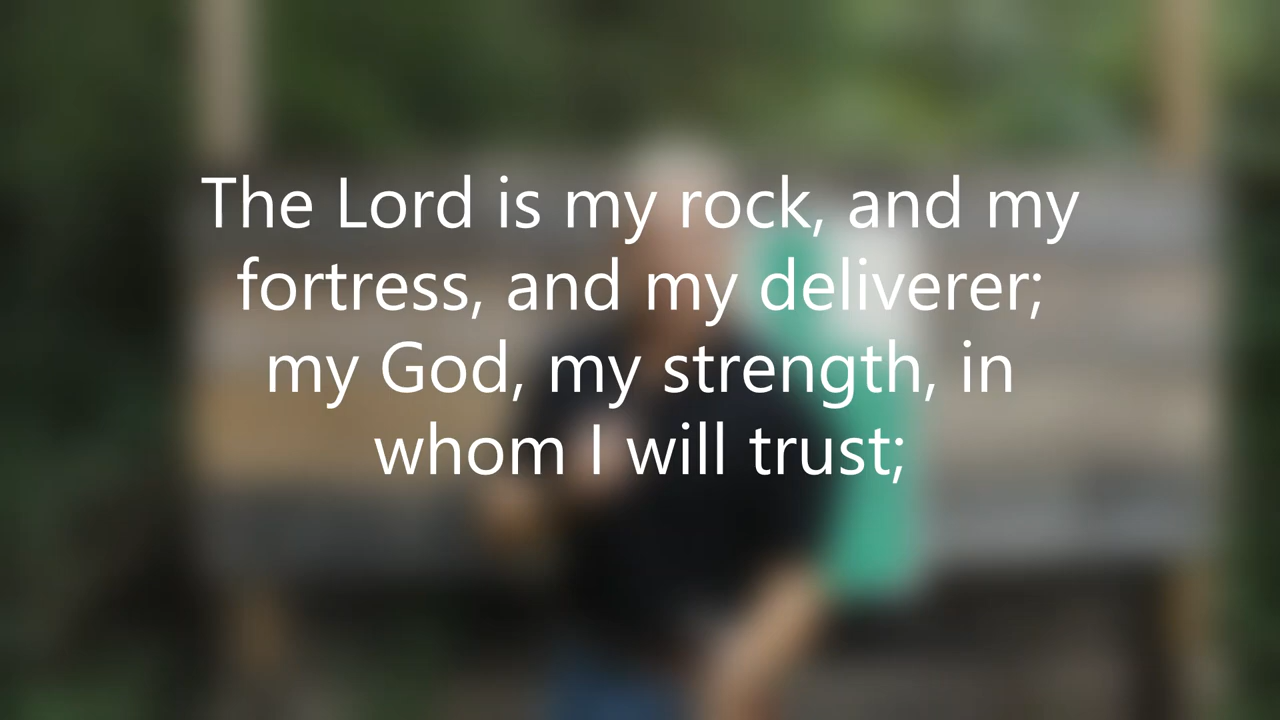 The Lord is my rock, and my
fortress, and my deliverer;
my God, my strength, in
whom I will trust;